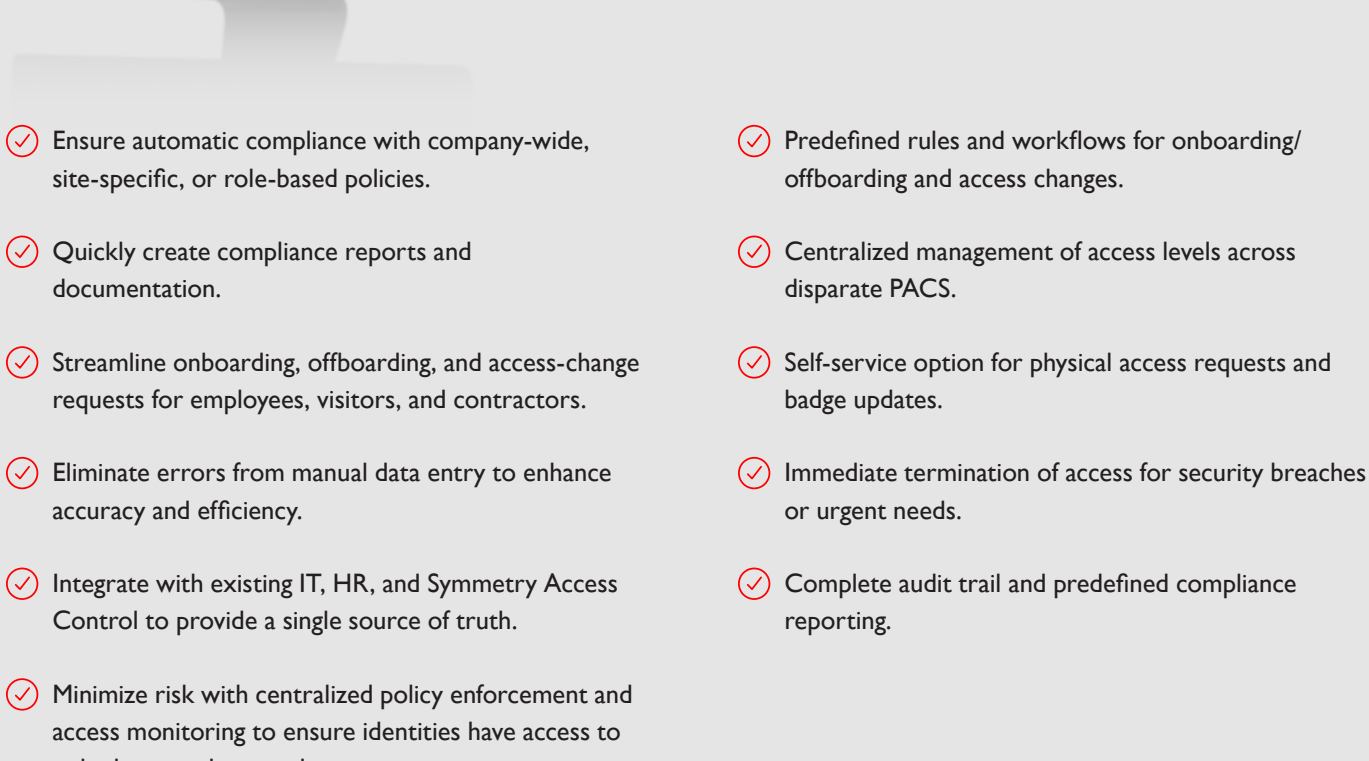 Ensure automatic compliance with company-wide,
site-specific, or role-based policies.
Quickly create compliance reports and
documentation.
Streamline onboarding, offboarding, and access-change
requests for employees, visitors, and contractors.
Eliminate errors from manual data entry to enhance
accuracy and efficiency.
Integrate with existing IT, HR, and Symmetry Access
Control to provide a single source of truth.
Minimize risk with centralized policy enforcement and
access monitoring to ensure identities have access to
Predefined rules and workflows for onboarding/
offboarding and access changes.
Centralized management of access levels across
disparate PACS.
Self-service option for physical access requests and
badge updates.
Immediate termination of access for security breaches
or urgent needs.
Complete audit trail and predefined compliance
reporting.